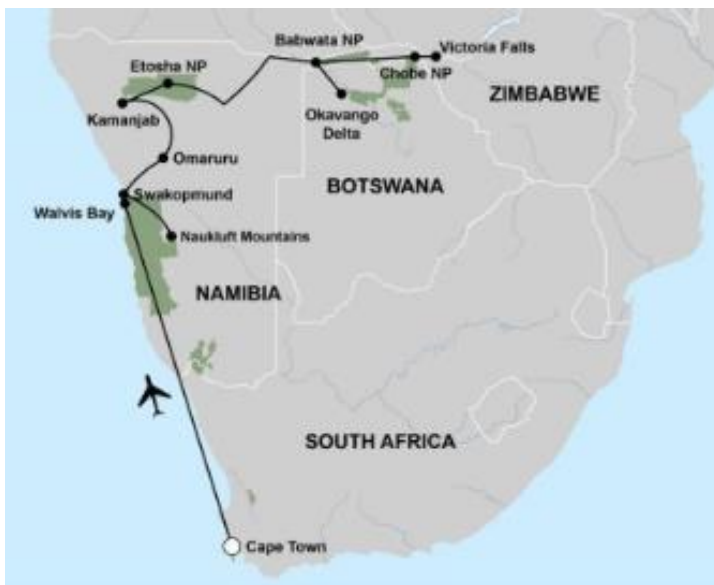 Babwata NP
Victoria Falls
Etosha NP
Chobe NP
ZIMBABWE
Kamanjab
Okavango
Delta
Omaruru
BOTSWANA
Swakopmund
Walvis Bay
Naukluft Mountains
NAMIBIA
SOUTH AFRICA
Cape Town